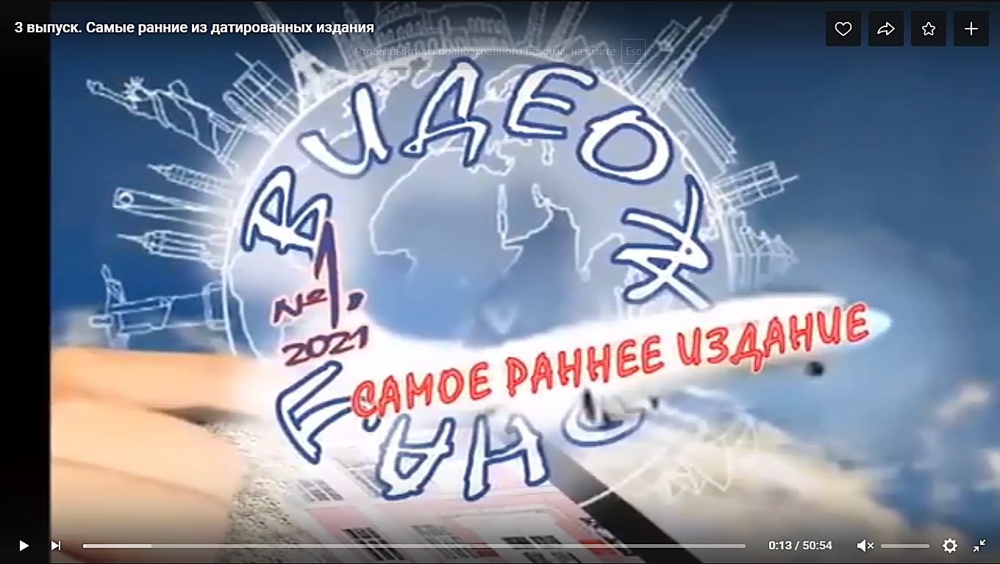 3 выпуск. Самые ранние из датированных издания
Чтобы выйти из полноэкранного режима, нажмите Esc
ВИДЕОЖ
№1,
2021
САМОЕ РАННЕЕ ИЗДАНИЕ
0:13 / 50:54